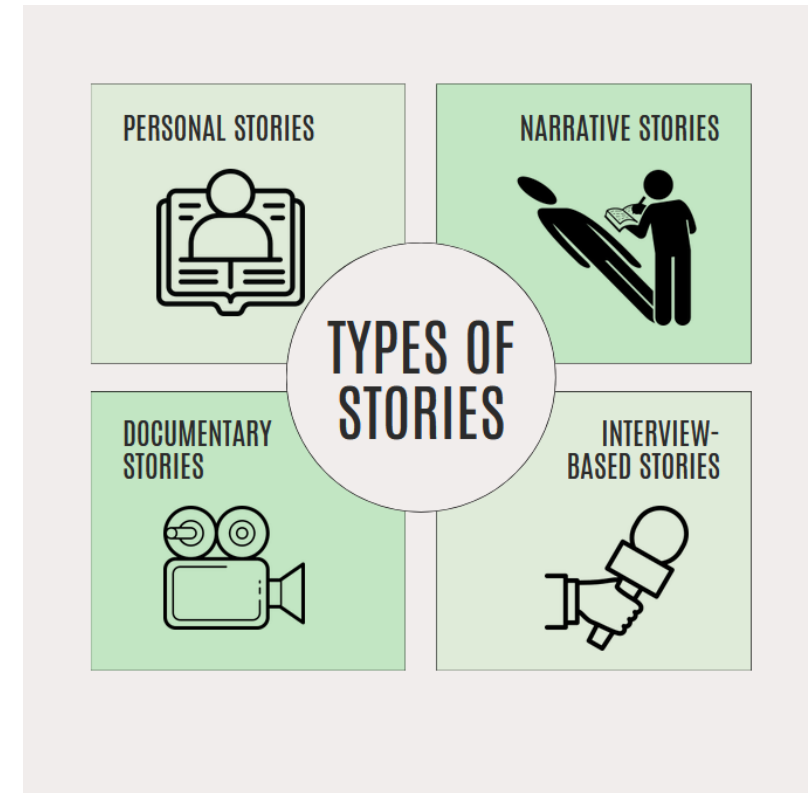 PERSONAL STORIES
NARRATIVE STORIES
TYPES OF
STORIES
DOCUMENTARY
STORIES
INTERVIEW-
BASED STORIES